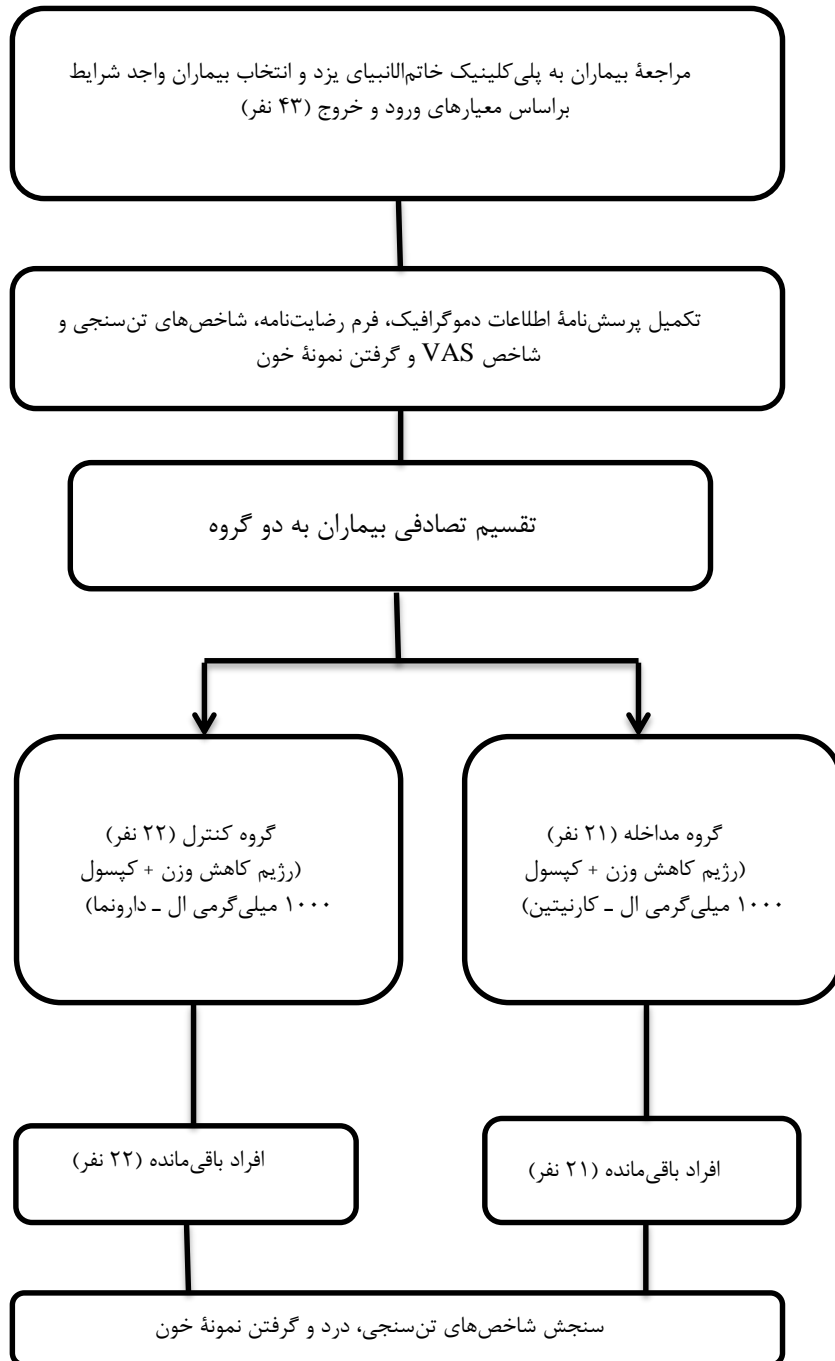 مراجعۀ بیماران به پلی‌کلینیک خاتم‌الانبیای یزد و انتخاب بیماران واجد شرایط
براساس معیارهای ورود و خروج (۴۳ نفر)
تکمیل پرسش‌نامۀ اطلاعات دموگرافیک، فرم رضایت‌نامه، شاخص‌های تن‌سنجی و
شاخص VAS و گرفتن نمونۀ خون
تقسیم تصادفی بیماران به دو گروه
گروه مداخله (۲۱ نفر)
(رژیم کاهش وزن + کپسول
۱۰۰۰ میلی‌گرمی ال ـ کارنیتین)
گروه کنترل (۲۲ نفر)
(رژیم کاهش وزن + کپسول
۱۰۰۰ میلی‌گرمی ال ـ دارونما)
افراد باقی‌مانده (۲۱ نفر)
افراد باقی‌مانده (۲۲ نفر)
سنجش شاخص‌های تن‌سنجی، درد و گرفتن نمونۀ خون